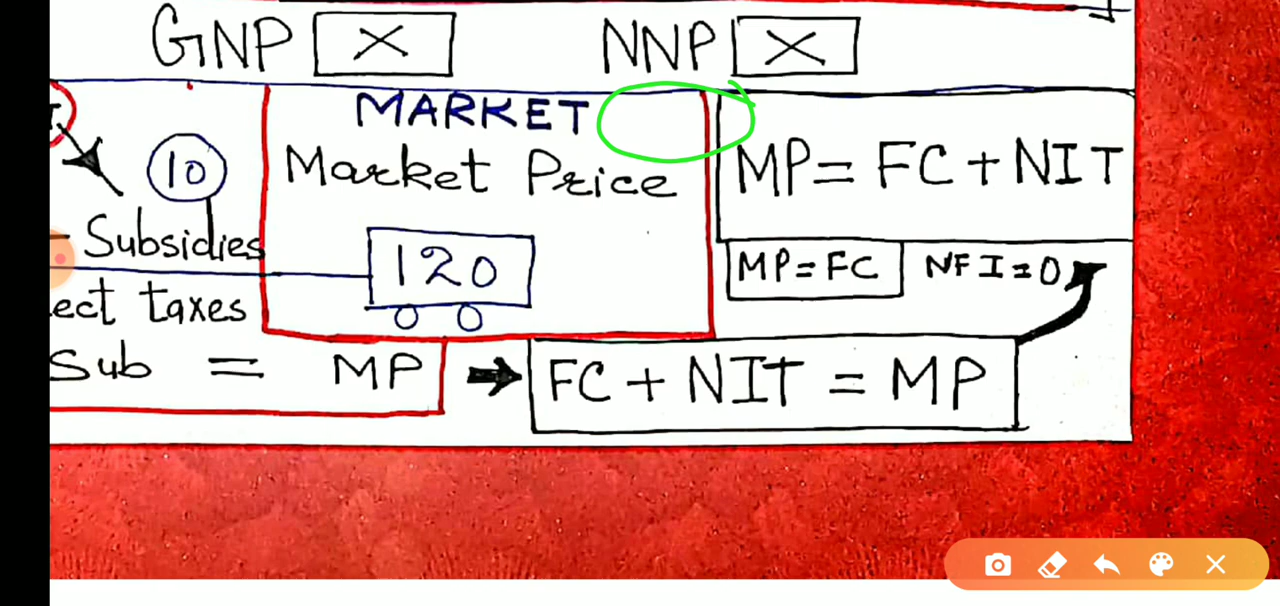 GNP X NNP X
MARKET
10 Market Price MP = FC + NIT
- Subsidies
120 MP = FC NFI = 0
ect taxes
Sub = MP → FC + NIT = MP